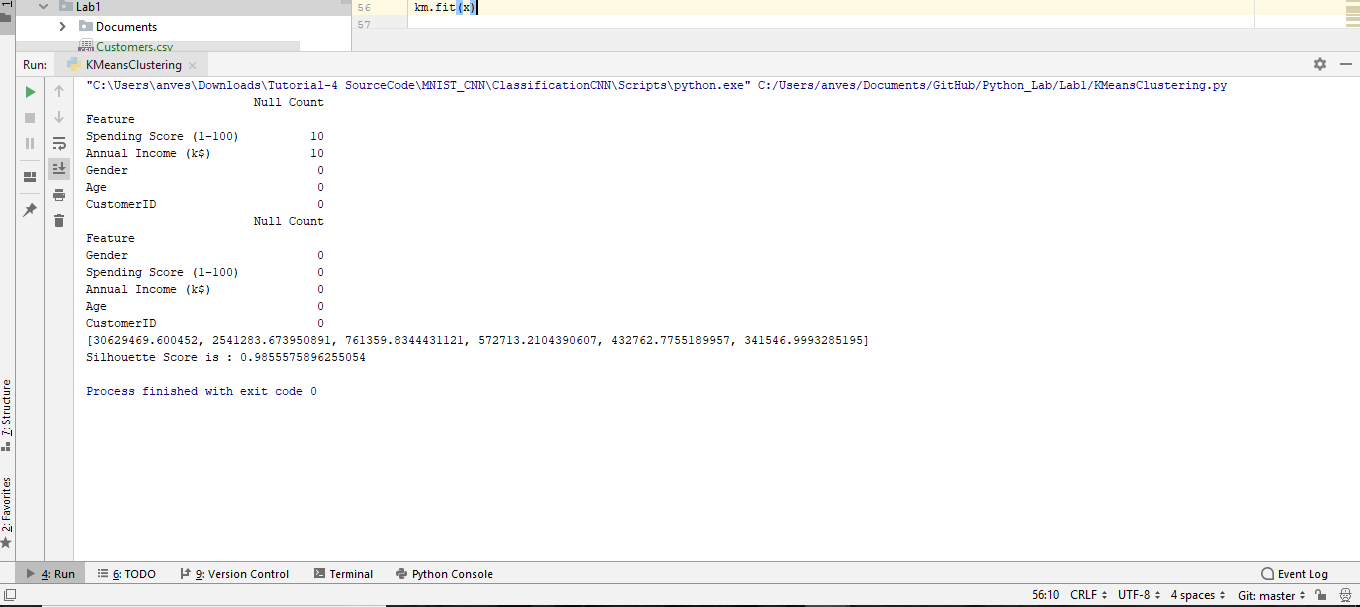 1
Lab1
Documents
Customers.csv
56 km.fit(x)
57
Run: KMeansClustering
"C:\Users\anves\Downloads\Tutorial-4 SourceCode\MNIST_CNN\ClassificationCNN\Scripts\python.exe" C:/Users/anves/Documents/GitHub/Python_Lab/Lab1/KMeansClustering.py
Null Count
Feature
Spending Score (1-100) 10
Annual Income (k$) 10
Gender 0
Age 0
CustomerID 0
Null Count
Feature
Gender 0
Spending Score (1-100) 0
Annual Income (k$) 0
Age 0
CustomerID 0
[30629469.600452, 2541283.673950891, 761359.8344431121, 572713.2104390607, 432762.7755189957, 341546.9993285195]
Silhouette Score is : 0.9855575896255054
Process finished with exit code 0
7: Structure
2: Favorites
4: Run 6: TODO 9: Version Control Terminal Python Console Event Log
56:10 CRLF UTF-8 4 spaces Git: master